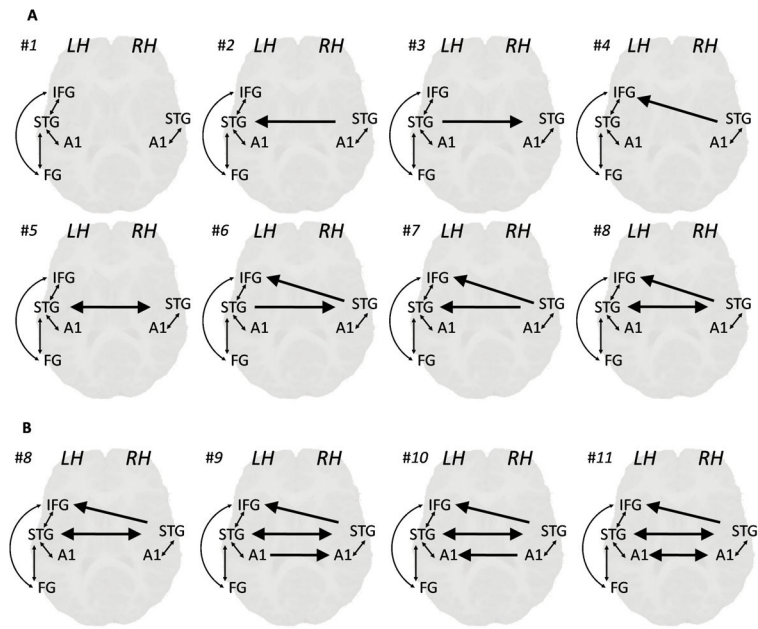 A
#1 LH RH #2 LH RH #3 LH RH #4 LH RH
IFG IFG IFG IFG
STG STG STG STG STG STG STG STG
A1 A1 A1 A1 A1 A1 A1 A1
FG FG FG FG
#5 LH RH #6 LH RH #7 LH RH #8 LH RH
IFG IFG IFG IFG
STG STG STG STG STG STG STG STG
A1 A1 A1 A1 A1 A1 A1 A1
FG FG FG FG
B
#8 LH RH #9 LH RH #10 LH RH #11 LH RH
IFG IFG IFG IFG
STG STG STG STG STG STG STG STG
A1 A1 A1 A1 A1 A1 A1 A1
FG FG FG FG